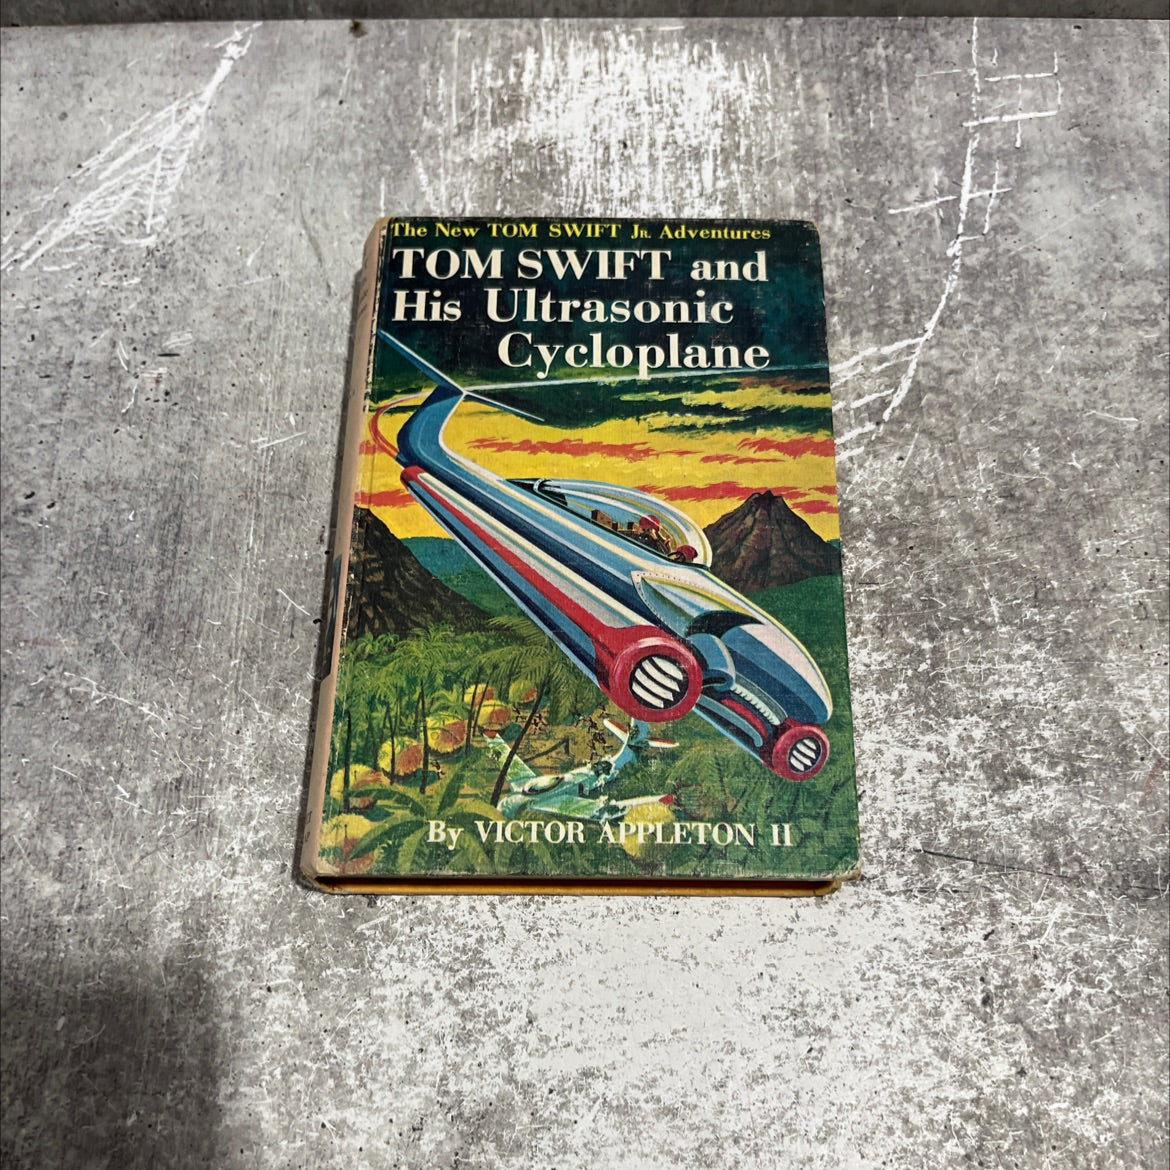 The New TOM SWIFT Jr. Adventures
TOM SWIFT and
His Ultrasonic
Cycloplane
By VICTOR APPLETON II